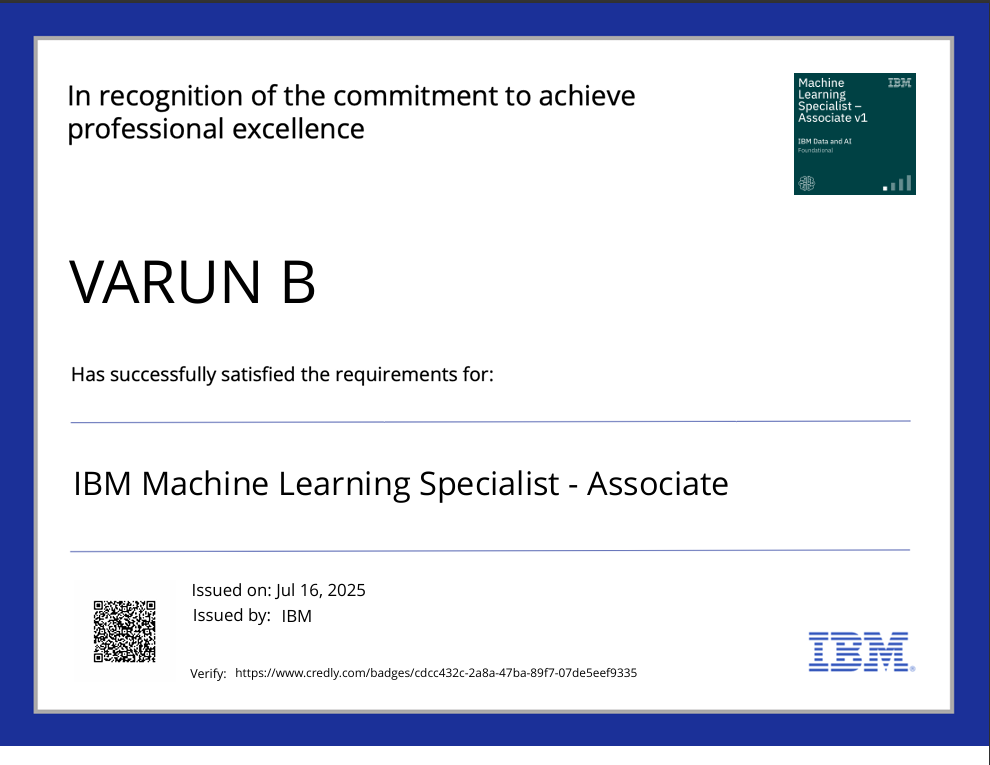 In recognition of the commitment to achieve
professional excellence
Machine
Learning
Specialist –
Associate v1
IBM
IBM Data and AI
Foundational
VARUN B
Has successfully satisfied the requirements for:
IBM Machine Learning Specialist - Associate
Issued on: Jul 16, 2025
Issued by: IBM
Verify: https://www.credly.com/badges/cdcc432c-2a8a-47ba-89f7-07de5eef9335
IBM®